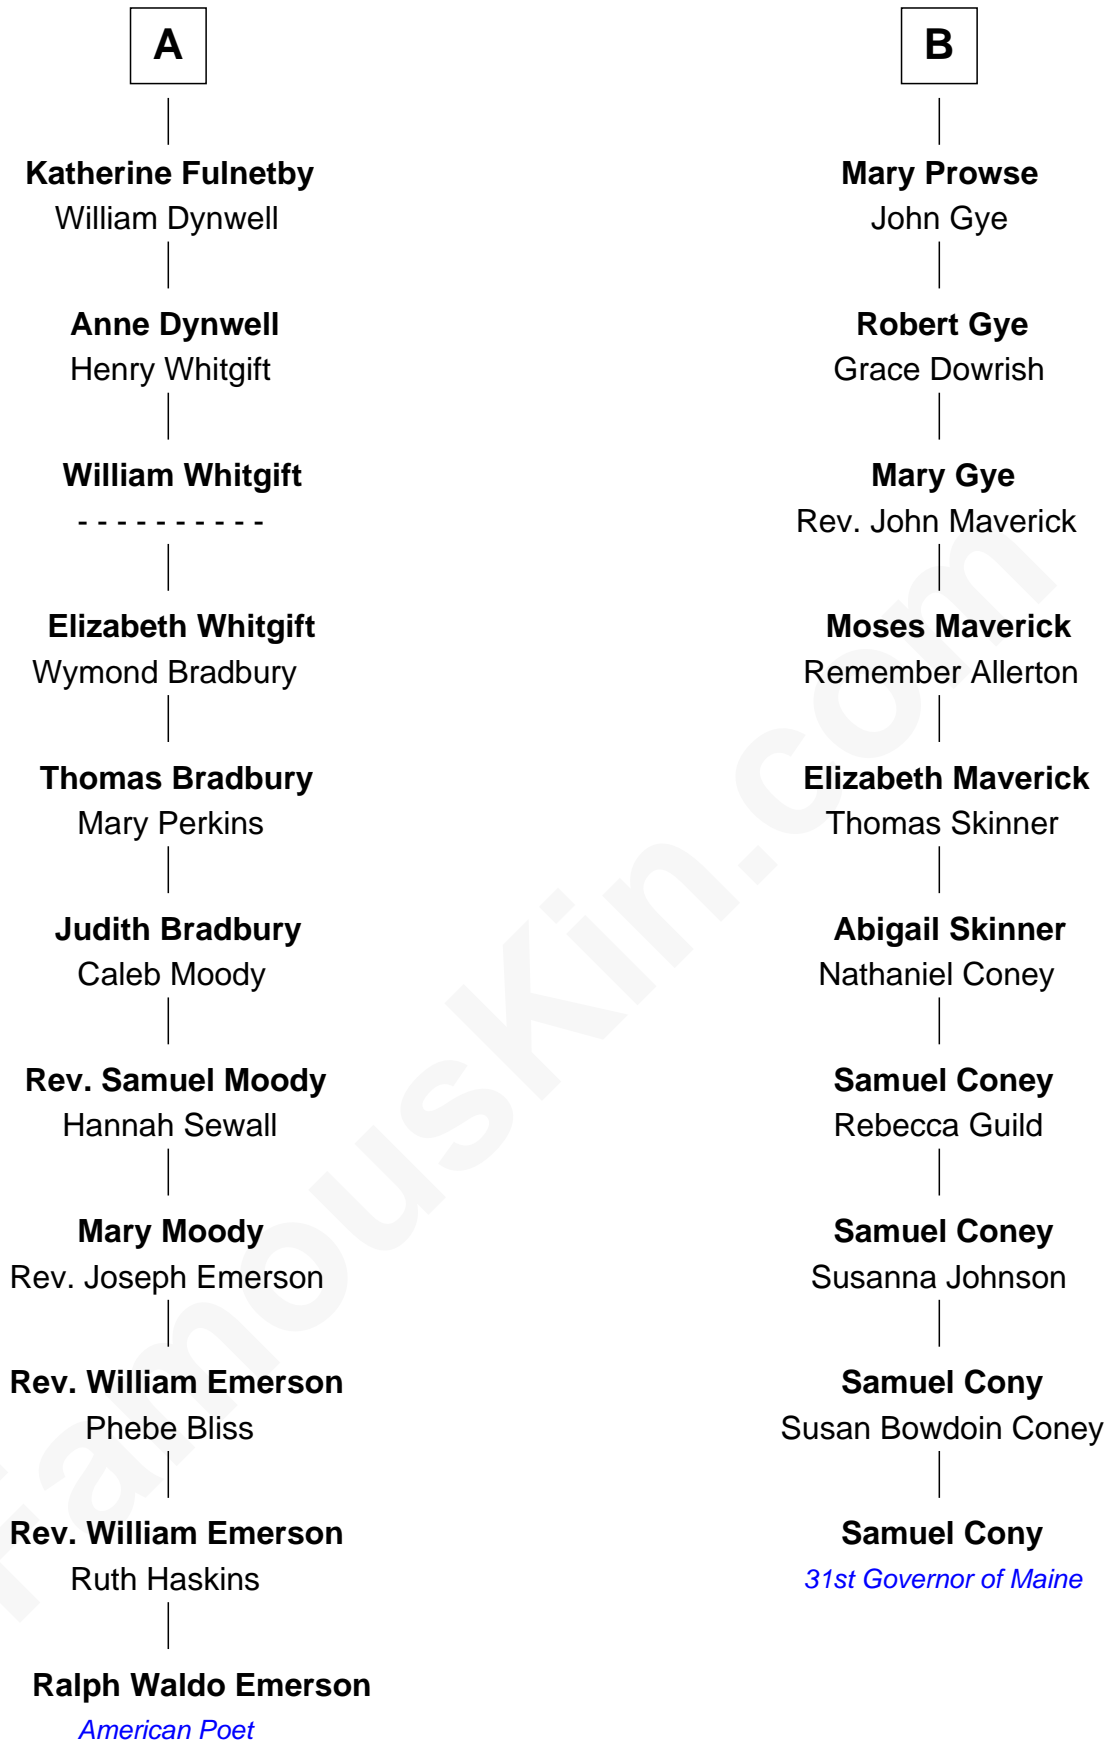 A
Katherine Fulnetby
William Dynwell
Anne Dynwell
Henry Whitgift
William Whitgift
- - - - - - - - - -
Elizabeth Whitgift
Wymond Bradbury
Thomas Bradbury
Mary Perkins
Judith Bradbury
Caleb Moody
Rev. Samuel Moody
Hannah Sewall
Mary Moody
Rev. Joseph Emerson
Rev. William Emerson
Phebe Bliss
Rev. William Emerson
Ruth Haskins
Ralph Waldo Emerson
American Poet
B
Mary Prowse
John Gye
Robert Gye
Grace Dowrish
Mary Gye
Rev. John Maverick
Moses Maverick
Remember Allerton
Elizabeth Maverick
Thomas Skinner
Abigail Skinner
Nathaniel Coney
Samuel Coney
Rebecca Guild
Samuel Coney
Susanna Johnson
Samuel Cony
Susan Bowdoin Coney
Samuel Cony
31st Governor of Maine
FamousKin.com